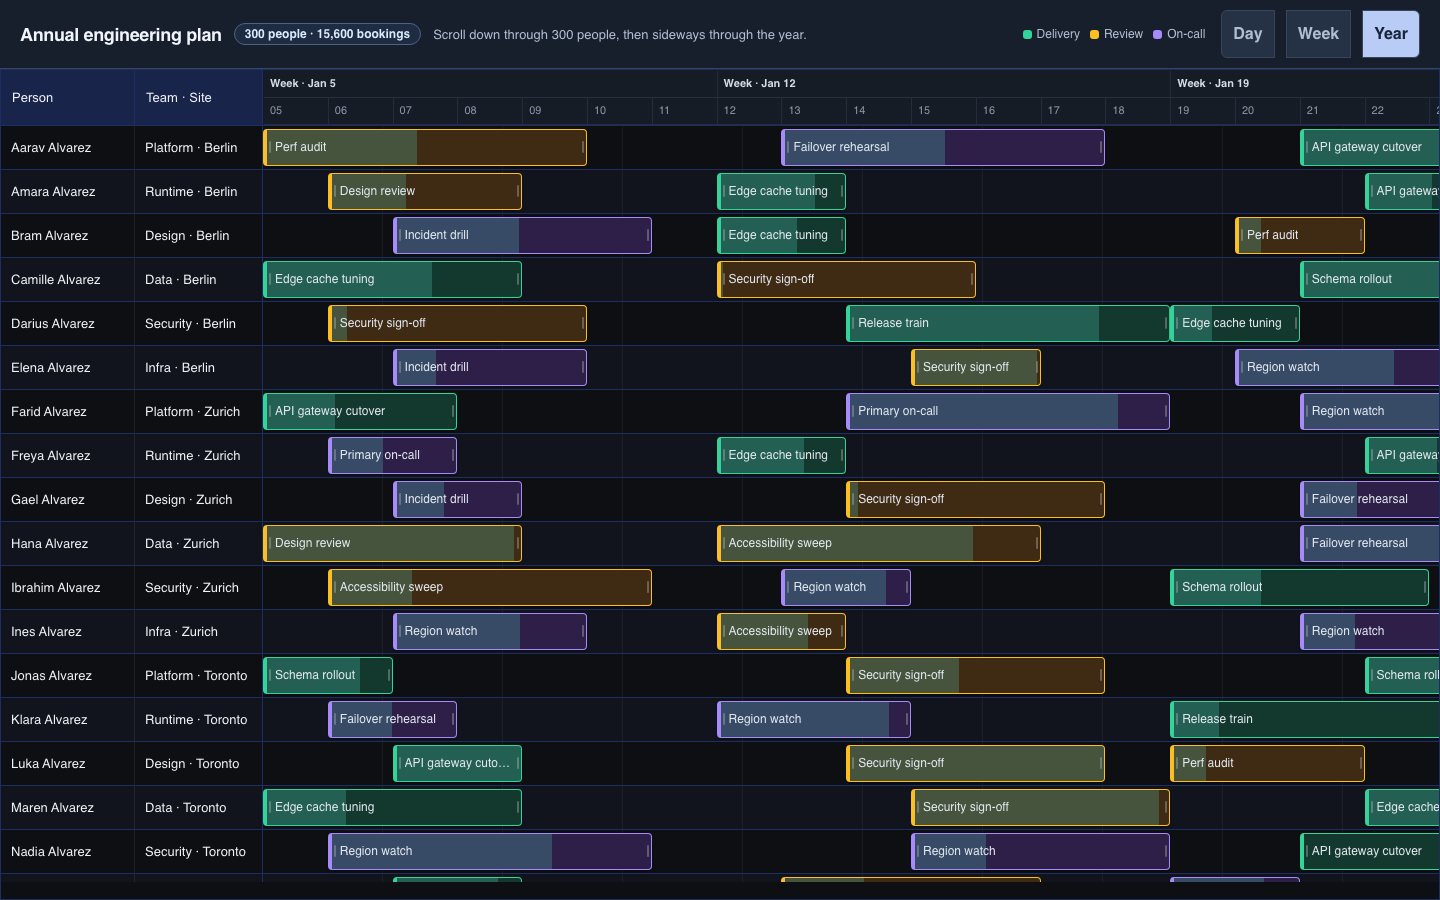 Annual engineering plan 300 people · 15,600 bookings Scroll down through 300 people, then sideways through the year. Delivery Review On-call Day Week Year
Person Team · Site Week · Jan 5 Week · Jan 12 Week · Jan 19
05 06 07 08 09 10 11 12 13 14 15 16 17 18 19 20 21 22
Aarav Alvarez Platform · Berlin Perf audit Failover rehearsal API gateway cutover
Amara Alvarez Runtime · Berlin Design review Edge cache tuning API gatewa
Bram Alvarez Design · Berlin Incident drill Edge cache tuning Perf audit
Camille Alvarez Data · Berlin Edge cache tuning Security sign-off Schema rollout
Darius Alvarez Security · Berlin Security sign-off Release train Edge cache tuning
Elena Alvarez Infra · Berlin Incident drill Security sign-off Region watch
Farid Alvarez Platform · Zurich API gateway cutover Primary on-call Region watch
Freya Alvarez Runtime · Zurich Primary on-call Edge cache tuning API gatewa
Gael Alvarez Design · Zurich Incident drill Security sign-off Failover rehearsal
Hana Alvarez Data · Zurich Design review Accessibility sweep Failover rehearsal
Ibrahim Alvarez Security · Zurich Accessibility sweep Region watch Schema rollout
Ines Alvarez Infra · Zurich Region watch Accessibility sweep Region watch
Jonas Alvarez Platform · Toronto Schema rollout Security sign-off Schema roll
Klara Alvarez Runtime · Toronto Failover rehearsal Region watch Release train
Luka Alvarez Design · Toronto API gateway cuto… Security sign-off Perf audit
Maren Alvarez Data · Toronto Edge cache tuning Security sign-off Edge cache
Nadia Alvarez Security · Toronto Region watch Region watch API gateway cutover